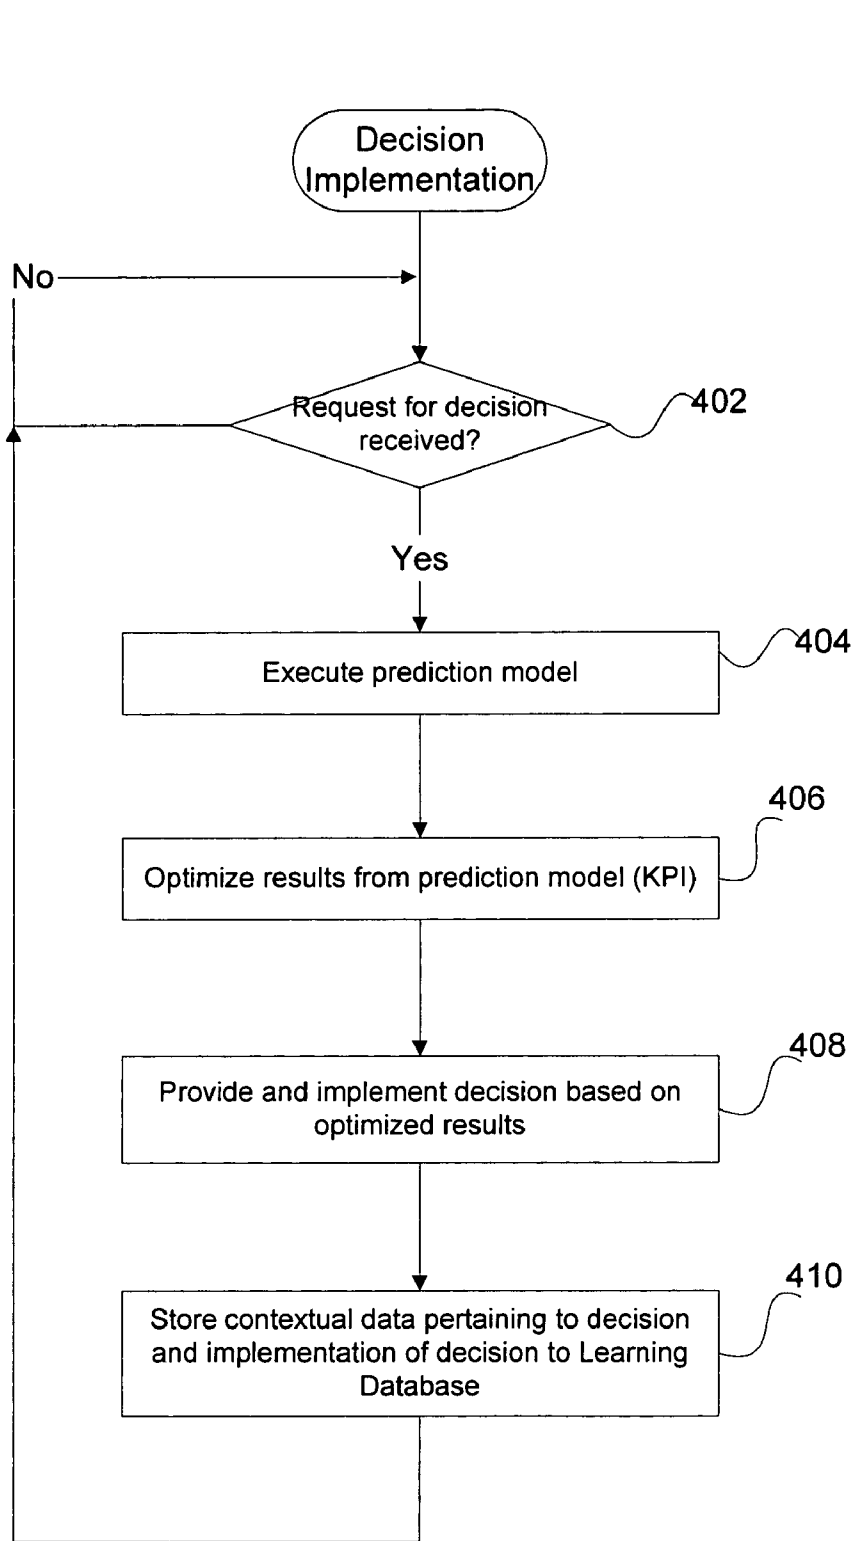 Decision
Implementation
No
Request for decision
received?
402
Yes
404
Execute prediction model
406
Optimize results from prediction model (KPI)
408
Provide and implement decision based on
optimized results
410
Store contextual data pertaining to decision
and implementation of decision to Learning
Database